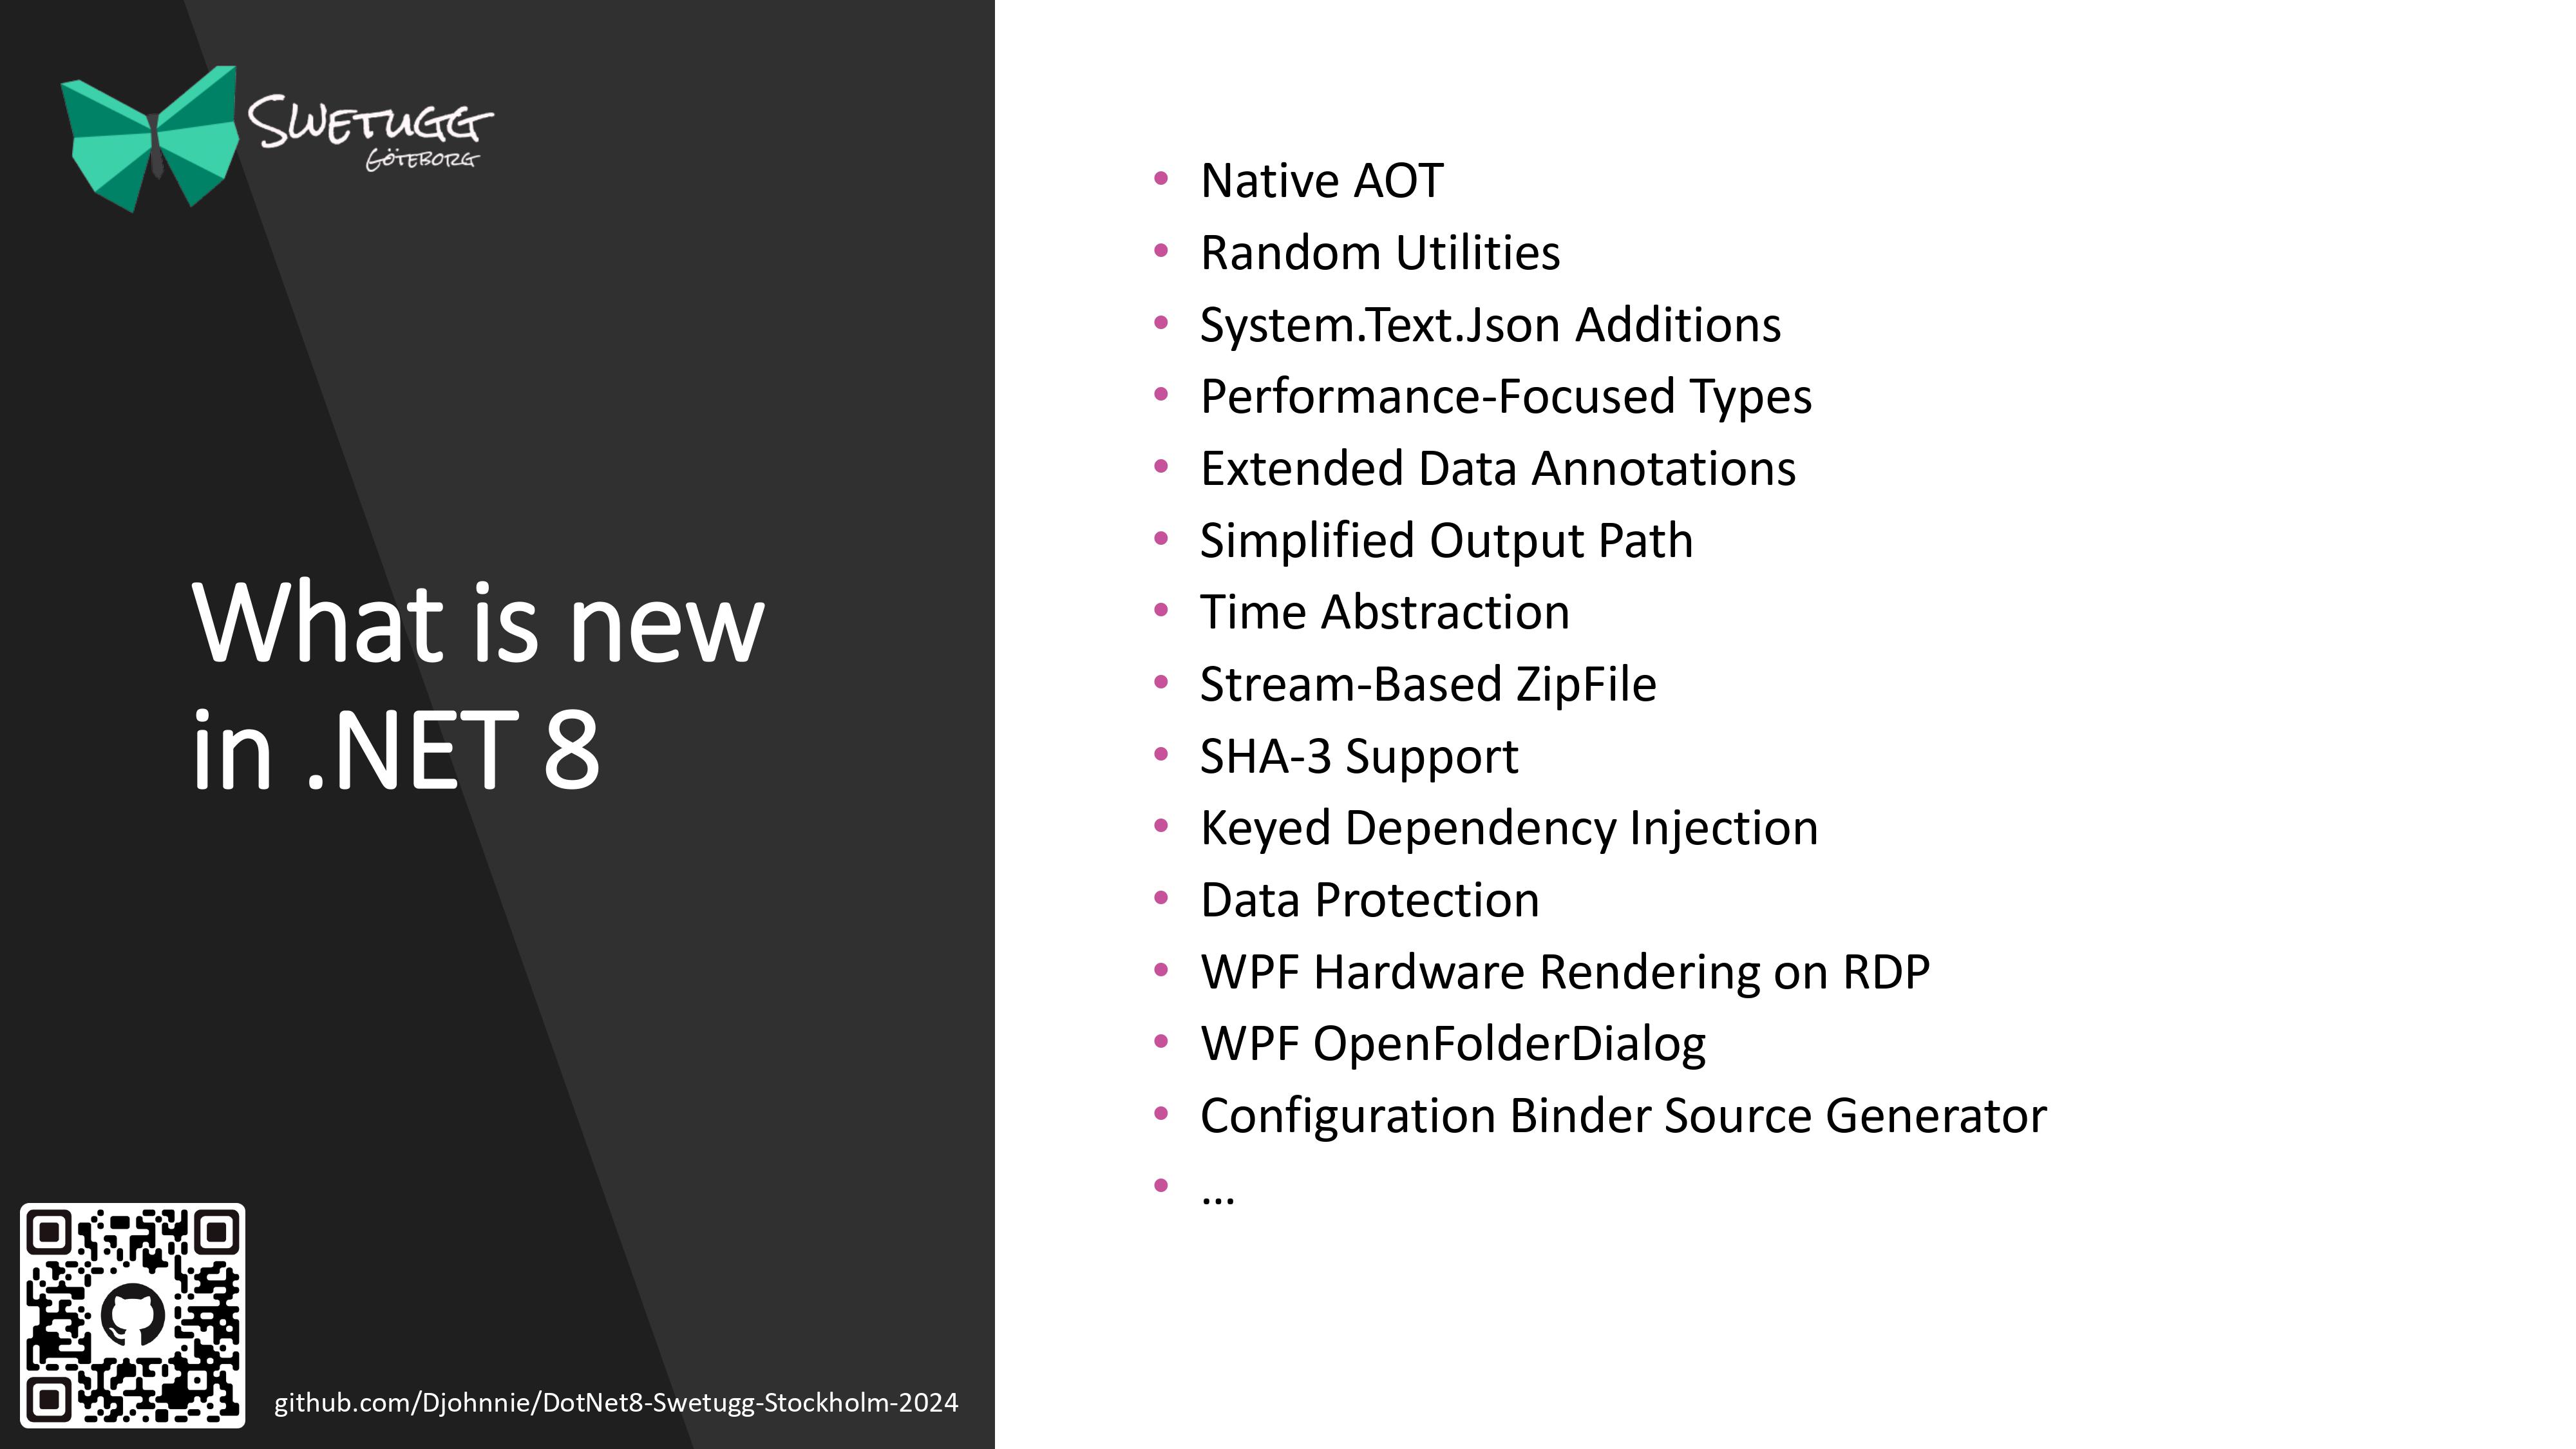 SWETUGG
GÖTEBORG
What is new
in .NET 8
github.com/Djohnnie/DotNet8-Swetugg-Stockholm-2024
• Native AOT
• Random Utilities
• System.Text.Json Additions
• Performance-Focused Types
• Extended Data Annotations
• Simplified Output Path
• Time Abstraction
• Stream-Based ZipFile
• SHA-3 Support
• Keyed Dependency Injection
• Data Protection
• WPF Hardware Rendering on RDP
• WPF OpenFolderDialog
• Configuration Binder Source Generator
• ...